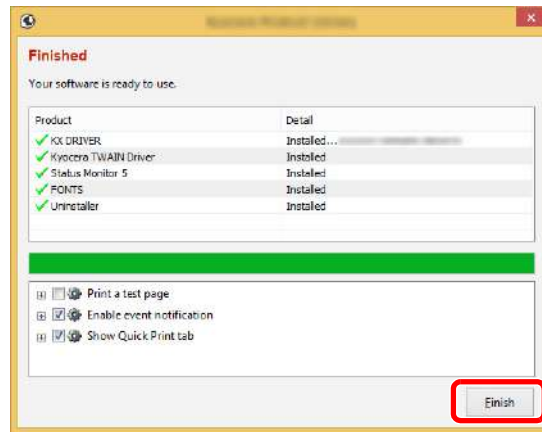 Finished
Your software is ready to use.
Product Detail
KX DRIVER Installed...
Kyocera TWAIN Driver Installed
Status Monitor 5 Installed
FONTS Installed
Uninstaller Installed
Print a test page
Enable event notification
Show Quick Print tab
Finish